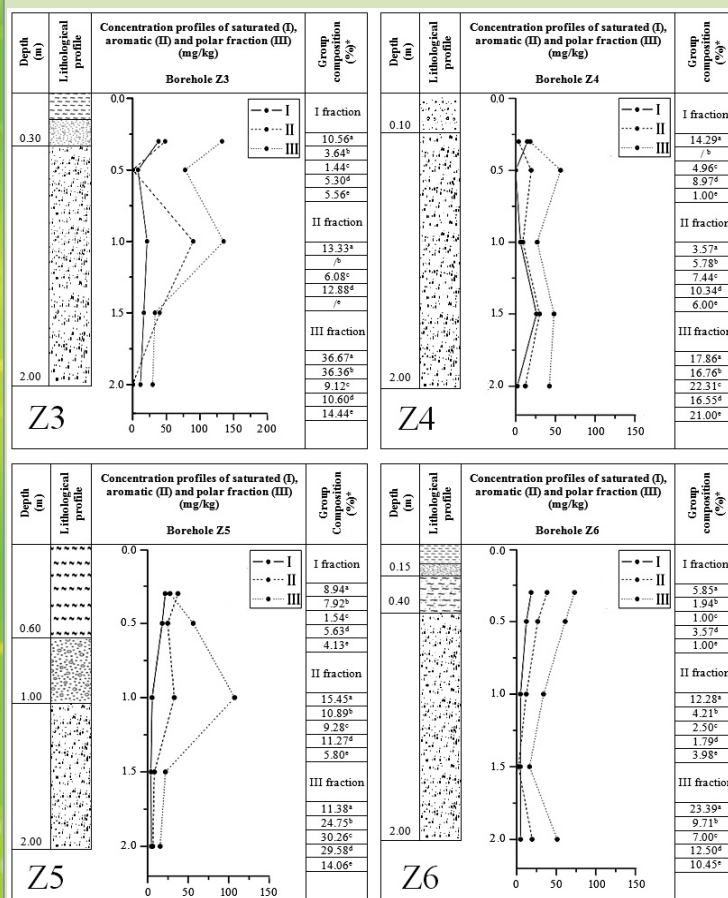 Depth (m)
Lithological profile
Concentration profiles of saturated (I),
aromatic (II) and polar fraction (III)
(mg/kg)
Borehole Z3
Group composition (%)*
0.30
2.00
Z3
0.0
0.5
1.0
1.5
2.0
0 50 100 150 200
I
II
III
I fraction
10.56ᵃ
3.64ᵇ
1.44ᶜ
5.30ᵈ
5.56ᵉ
II fraction
13.33ᵃ
/ᵇ
6.08ᶜ
12.88ᵈ
/ᵉ
III fraction
36.67ᵃ
36.36ᵇ
9.12ᶜ
10.60ᵈ
14.44ᵉ
Depth (m)
Lithological profile
Concentration profiles of saturated (I),
aromatic (II) and polar fraction (III)
(mg/kg)
Borehole Z4
Group composition (%)*
0.10
2.00
Z4
0.0
0.5
1.0
1.5
2.0
0 50 100 150
I
II
III
I fraction
14.29ᵃ
/ ᵇ
4.96ᶜ
8.97ᵈ
1.00ᵉ
II fraction
3.57ᵃ
5.78ᵇ
7.44ᶜ
10.34ᵈ
6.00ᵉ
III fraction
17.86ᵃ
16.76ᵇ
22.31ᶜ
16.55ᵈ
21.00ᵉ
Depth (m)
Lithological profile
Concentration profiles of saturated (I),
aromatic (II) and polar fraction (III)
(mg/kg)
Borehole Z5
Group Composition (%)*
0.60
1.00
2.00
Z5
0.0
0.5
1.0
1.5
2.0
0 50 100 150
I
II
III
I fraction
8.94ᵃ
7.92ᵇ
1.54ᶜ
5.63ᵈ
4.13ᵉ
II fraction
15.45ᵃ
10.89ᵇ
9.28ᶜ
11.27ᵈ
5.80ᵉ
III fraction
11.38ᵃ
24.75ᵇ
30.26ᶜ
29.58ᵈ
14.06ᵉ
Depth (m)
Lithological profile
Concentration profiles of saturated (I),
aromatic (II) and polar fraction (III)
(mg/kg)
Borehole Z6
Group composition (%)*
0.15
0.40
2.00
Z6
0.0
0.5
1.0
1.5
2.0
0 50 100 150
I
II
III
I fraction
5.85ᵃ
1.94ᵇ
1.00ᶜ
3.57ᵈ
1.00ᵉ
II fraction
12.28ᵃ
4.21ᵇ
2.50ᶜ
1.79ᵈ
3.98ᵉ
III fraction
23.39ᵃ
9.71ᵇ
7.00ᶜ
12.50ᵈ
10.45ᵉ